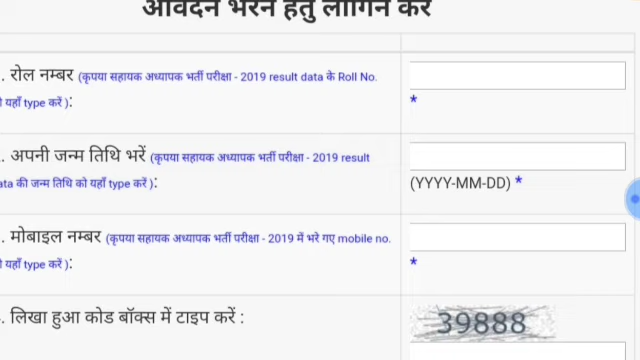 आवेदन भरने हेतु लॉगिन करें
. रोल नम्बर (कृपया सहायक अध्यापक भर्ती परीक्षा - 2019 result data के Roll No.
यहाँ type करें ):
*
. अपनी जन्म तिथि भरें (कृपया सहायक अध्यापक भर्ती परीक्षा - 2019 result
ata की जन्म तिथि को यहाँ type करें ):
(YYYY-MM-DD) *
. मोबाइल नम्बर (कृपया सहायक अध्यापक भर्ती परीक्षा - 2019 में भरे गए mobile no.
यहाँ type करें ):
*
. लिखा हुआ कोड बॉक्स में टाइप करें :
39888